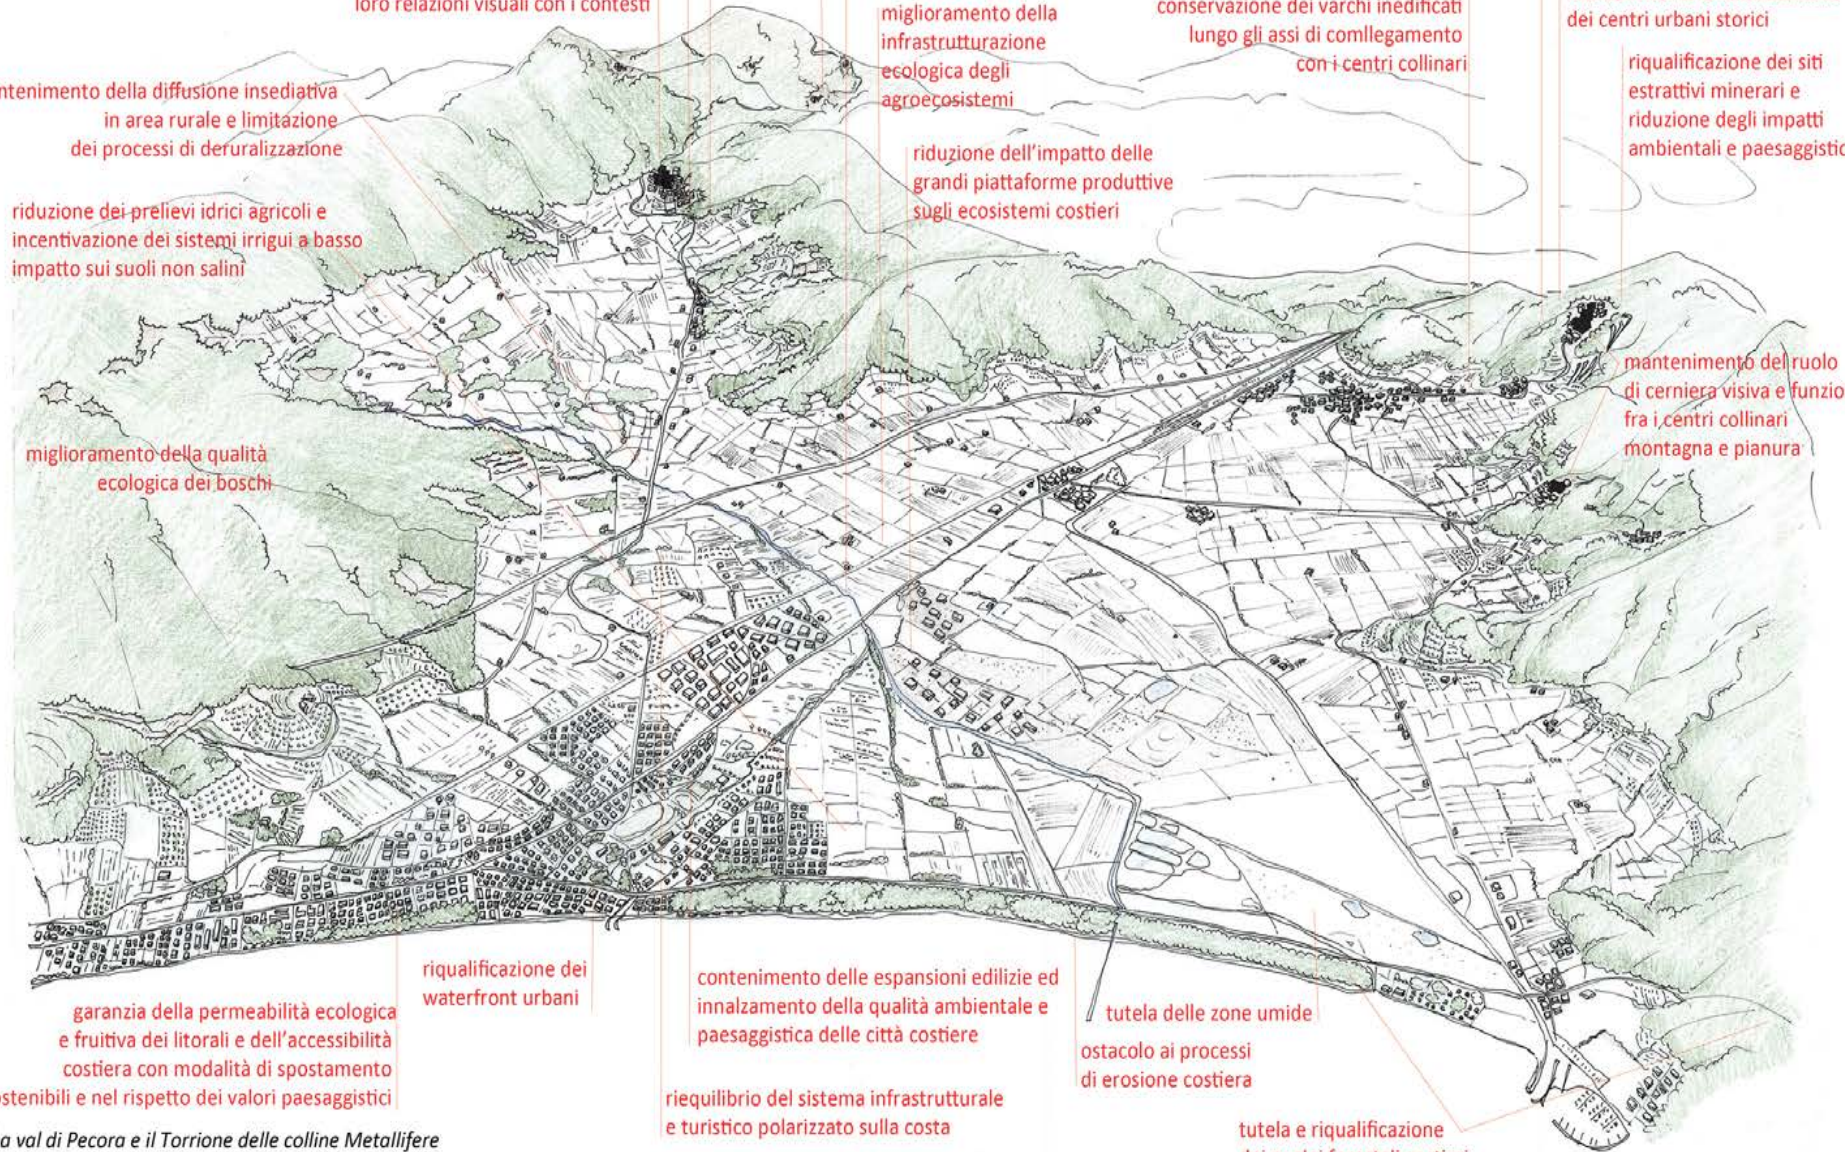 loro relazioni visuali con i contesti
miglioramento della
infrastrutturazione
ecologica degli
agroecosistemi
conservazione dei varchi inedificati
lungo gli assi di comllegamento
con i centri collinari
dei centri urbani storici
riqualificazione dei siti
estrattivi minerari e
riduzione degli impatti
ambientali e paesaggistic
ntenimento della diffusione insediativa
in area rurale e limitazione
dei processi di deruralizzazione
riduzione dell'impatto delle
grandi piattaforme produttive
sugli ecosistemi costieri
riduzione dei prelievi idrici agricoli e
incentivazione dei sistemi irrigui a basso
impatto sui suoli non salini
mantenimento del ruolo
di cerniera visiva e funzio
fra i centri collinari
montagna e pianura
miglioramento della qualità
ecologica dei boschi
riqualificazione dei
waterfront urbani
contenimento delle espansioni edilizie ed
innalzamento della qualità ambientale e
paesaggistica delle città costiere
garanzia della permeabilità ecologica
e fruitiva dei litorali e dell'accessibilità
costiera con modalità di spostamento
ostenibili e nel rispetto dei valori paesaggistici
tutela delle zone umide
ostacolo ai processi
di erosione costiera
riequilibrio del sistema infrastrutturale
e turistico polarizzato sulla costa
tutela e riqualificazione
a val di Pecora e il Torrione delle colline Metallifere